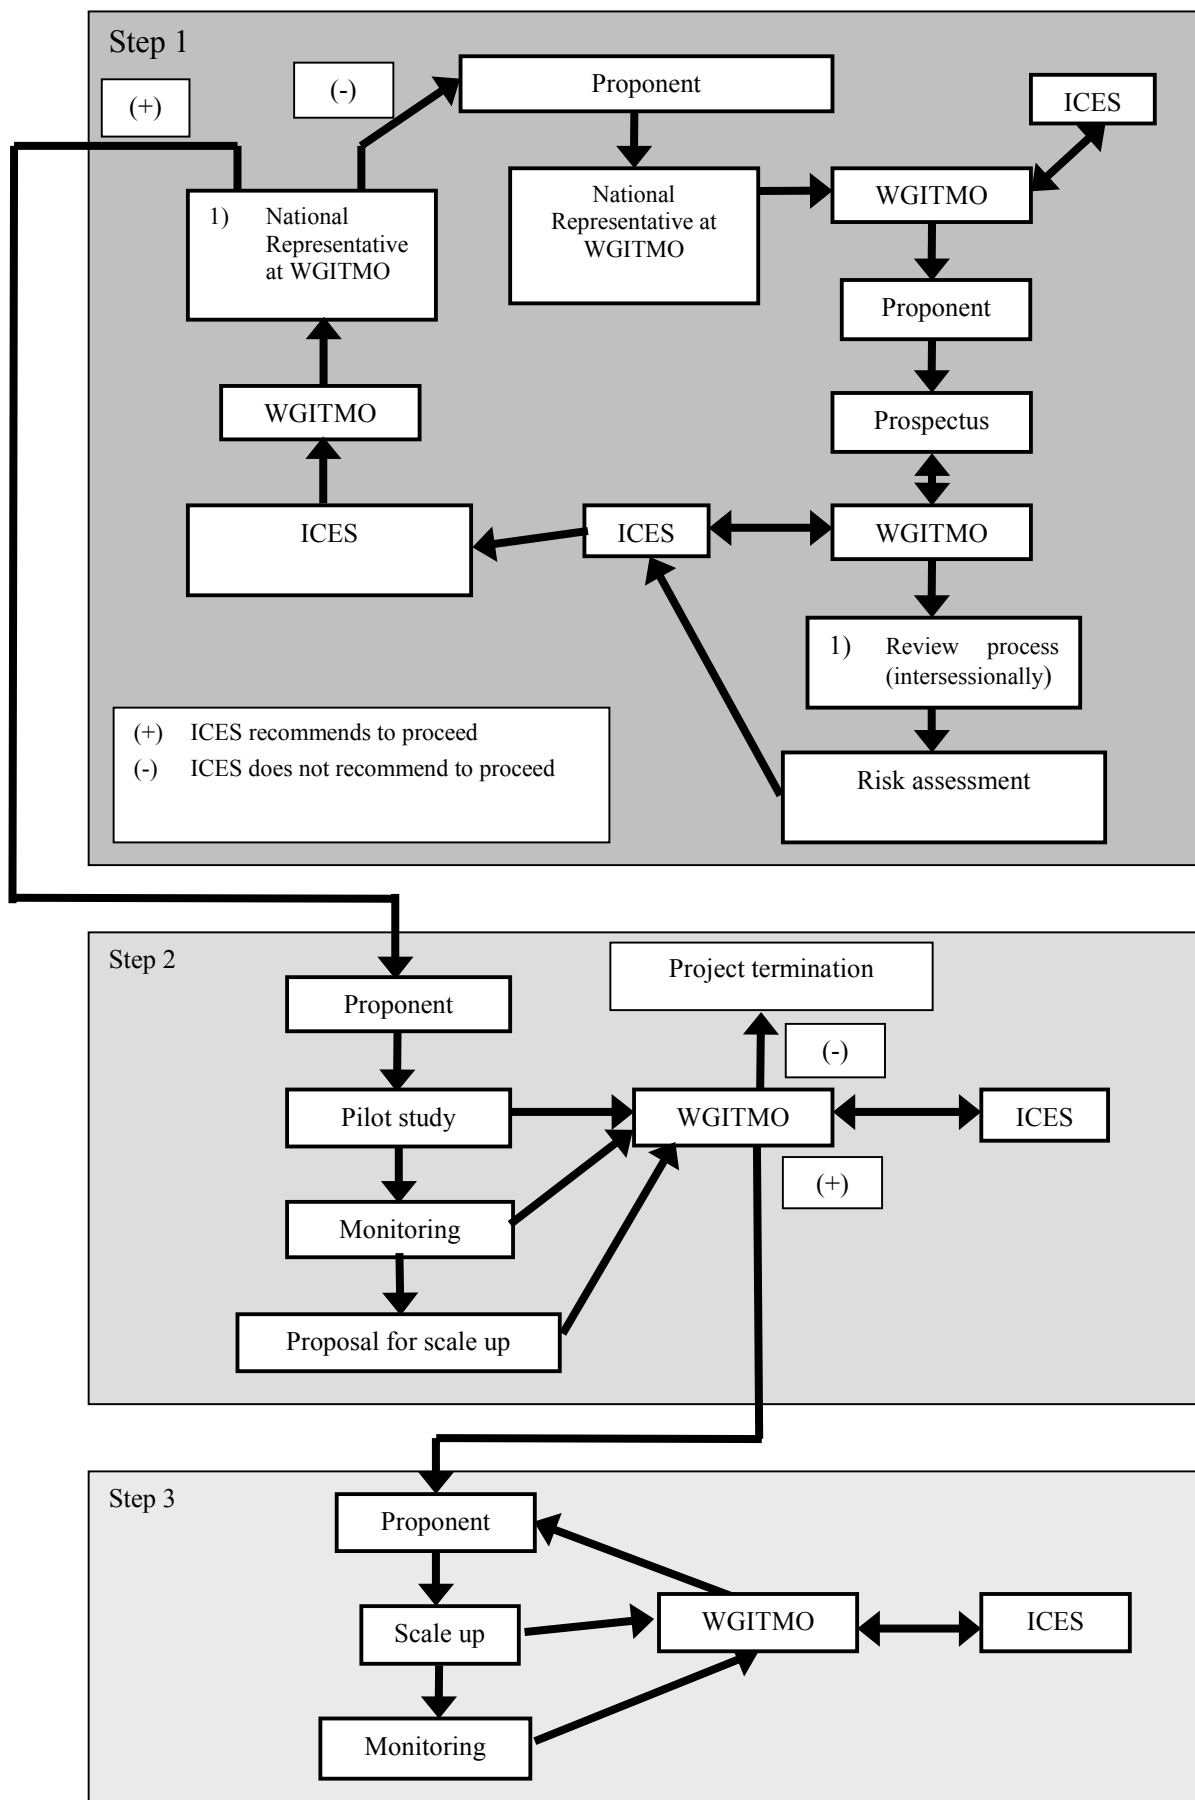 Step 1
(+)
(-)
Proponent
ICES
1) National
Representative
at WGITMO
National
Representative at
WGITMO
WGITMO
Proponent
WGITMO
Prospectus
ICES
ICES
WGITMO
1) Review process
(intersessionally)
(+) ICES recommends to proceed
(-) ICES does not recommend to proceed
Risk assessment
Step 2
Project termination
Proponent
(-)
Pilot study
WGITMO
ICES
(+)
Monitoring
Proposal for scale up
Step 3
Proponent
Scale up
WGITMO
ICES
Monitoring